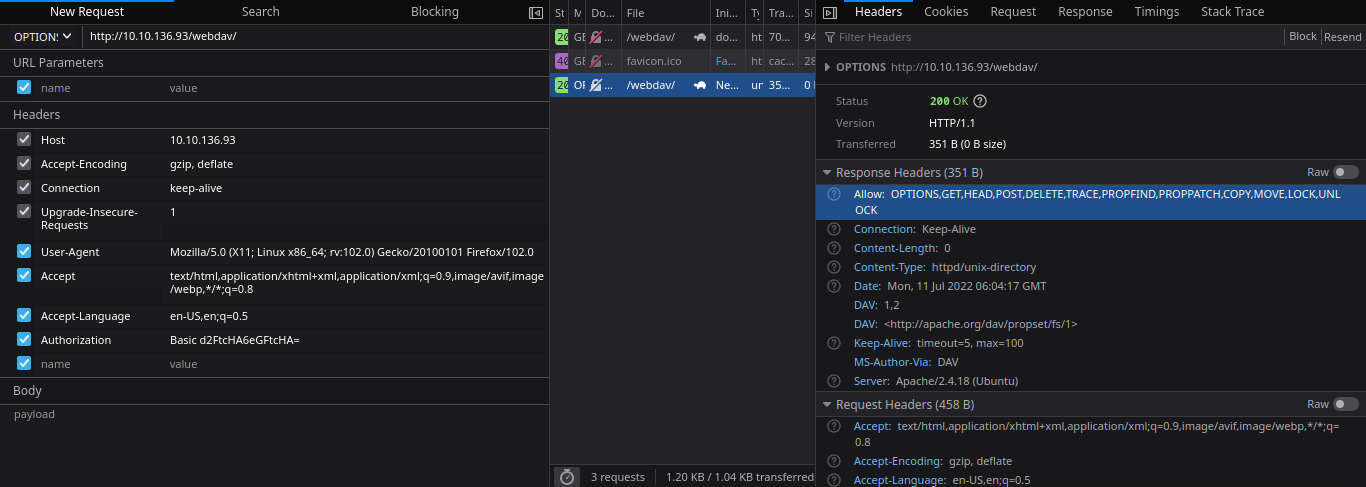 New Request Search Blocking
OPTIONS http://10.10.136.93/webdav/
URL Parameters
name value
Headers
Host 10.10.136.93
Accept-Encoding gzip, deflate
Connection keep-alive
Upgrade-Insecure-
Requests 1
User-Agent Mozilla/5.0 (X11; Linux x86_64; rv:102.0) Gecko/20100101 Firefox/102.0
Accept text/html,application/xhtml+xml,application/xml;q=0.9,image/avif,image
/webp,*/*;q=0.8
Accept-Language en-US,en;q=0.5
Authorization Basic d2FtcHA6eGFtcHA=
name value
Body
payload
St M Do... File Ini... Ty Tra... Si
20 GE ... /webdav/ do... ht 70... 94
40 GE ... favicon.ico Fa... ht cac... 28
20 OP ... /webdav/ Ne... ur 35... 0
3 requests 1.20 KB / 1.04 KB transferred
Headers Cookies Request Response Timings Stack Trace
Filter Headers Block Resend
OPTIONS http://10.10.136.93/webdav/
Status 200 OK
Version HTTP/1.1
Transferred 351 B (0 B size)
Response Headers (351 B) Raw
Allow: OPTIONS,GET,HEAD,POST,DELETE,TRACE,PROPFIND,PROPPATCH,COPY,MOVE,LOCK,UNL
OCK
Connection: Keep-Alive
Content-Length: 0
Content-Type: httpd/unix-directory
Date: Mon, 11 Jul 2022 06:04:17 GMT
DAV: 1,2
DAV: <http://apache.org/dav/propset/fs/1>
Keep-Alive: timeout=5, max=100
MS-Author-Via: DAV
Server: Apache/2.4.18 (Ubuntu)
Request Headers (458 B) Raw
Accept: text/html,application/xhtml+xml,application/xml;q=0.9,image/avif,image/webp,*/*;q=
0.8
Accept-Encoding: gzip, deflate
Accept-Language: en-US,en;q=0.5